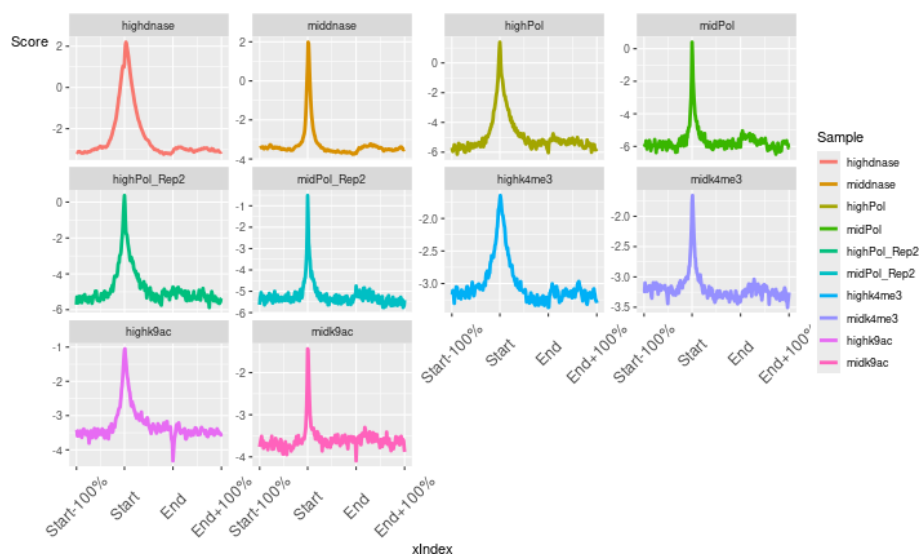 highdnase
middnase
highPol
midPol
Score
2
0
-2
2
0
-2
-4
0
-2
-4
-6
0
-2
-4
-6
highPol_Rep2
midPol_Rep2
highk4me3
midk4me3
0
-2
-4
-6
-1
-2
-3
-4
-5
-6
-2.0
-2.5
-3.0
-2.0
-2.5
-3.0
-3.5
highk9ac
midk9ac
-1
-2
-3
-4
-2
-3
-4
Start-100%
Start
End
End+100%
Start-100%
Start
End
End+100%
Start-100%
Start
End
End+100%
Start-100%
Start
End
End+100%
xIndex
Sample
highdnase
middnase
highPol
midPol
highPol_Rep2
midPol_Rep2
highk4me3
midk4me3
highk9ac
midk9ac